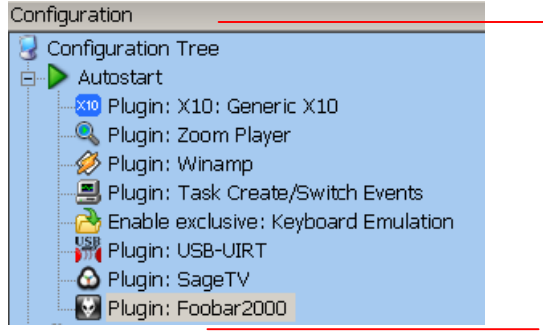 Configuration
Configuration Tree
Autostart
X10 Plugin: X10: Generic X10
Plugin: Zoom Player
Plugin: Winamp
Plugin: Task Create/Switch Events
Enable exclusive: Keyboard Emulation
USB Plugin: USB-UIRT
Plugin: SageTV
Plugin: Foobar2000